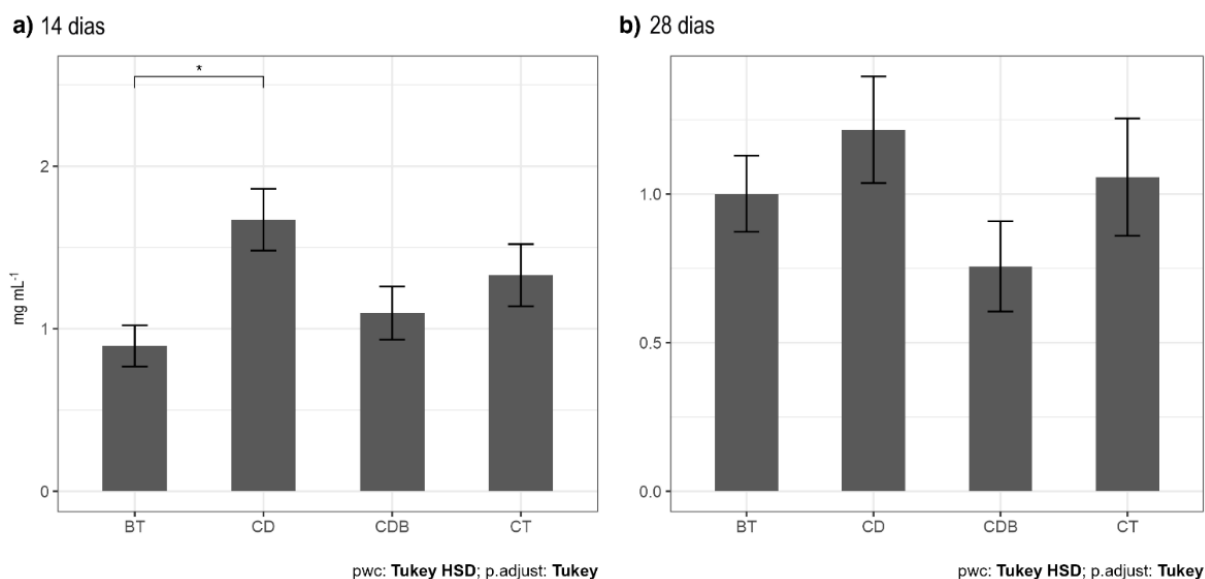 a) 14 dias
*
2
1
0
mg mL⁻¹
BT CD CDB CT
pwc: Tukey HSD; p.adjust: Tukey
b) 28 dias
1.0
0.5
0.0
BT CD CDB CT
pwc: Tukey HSD; p.adjust: Tukey